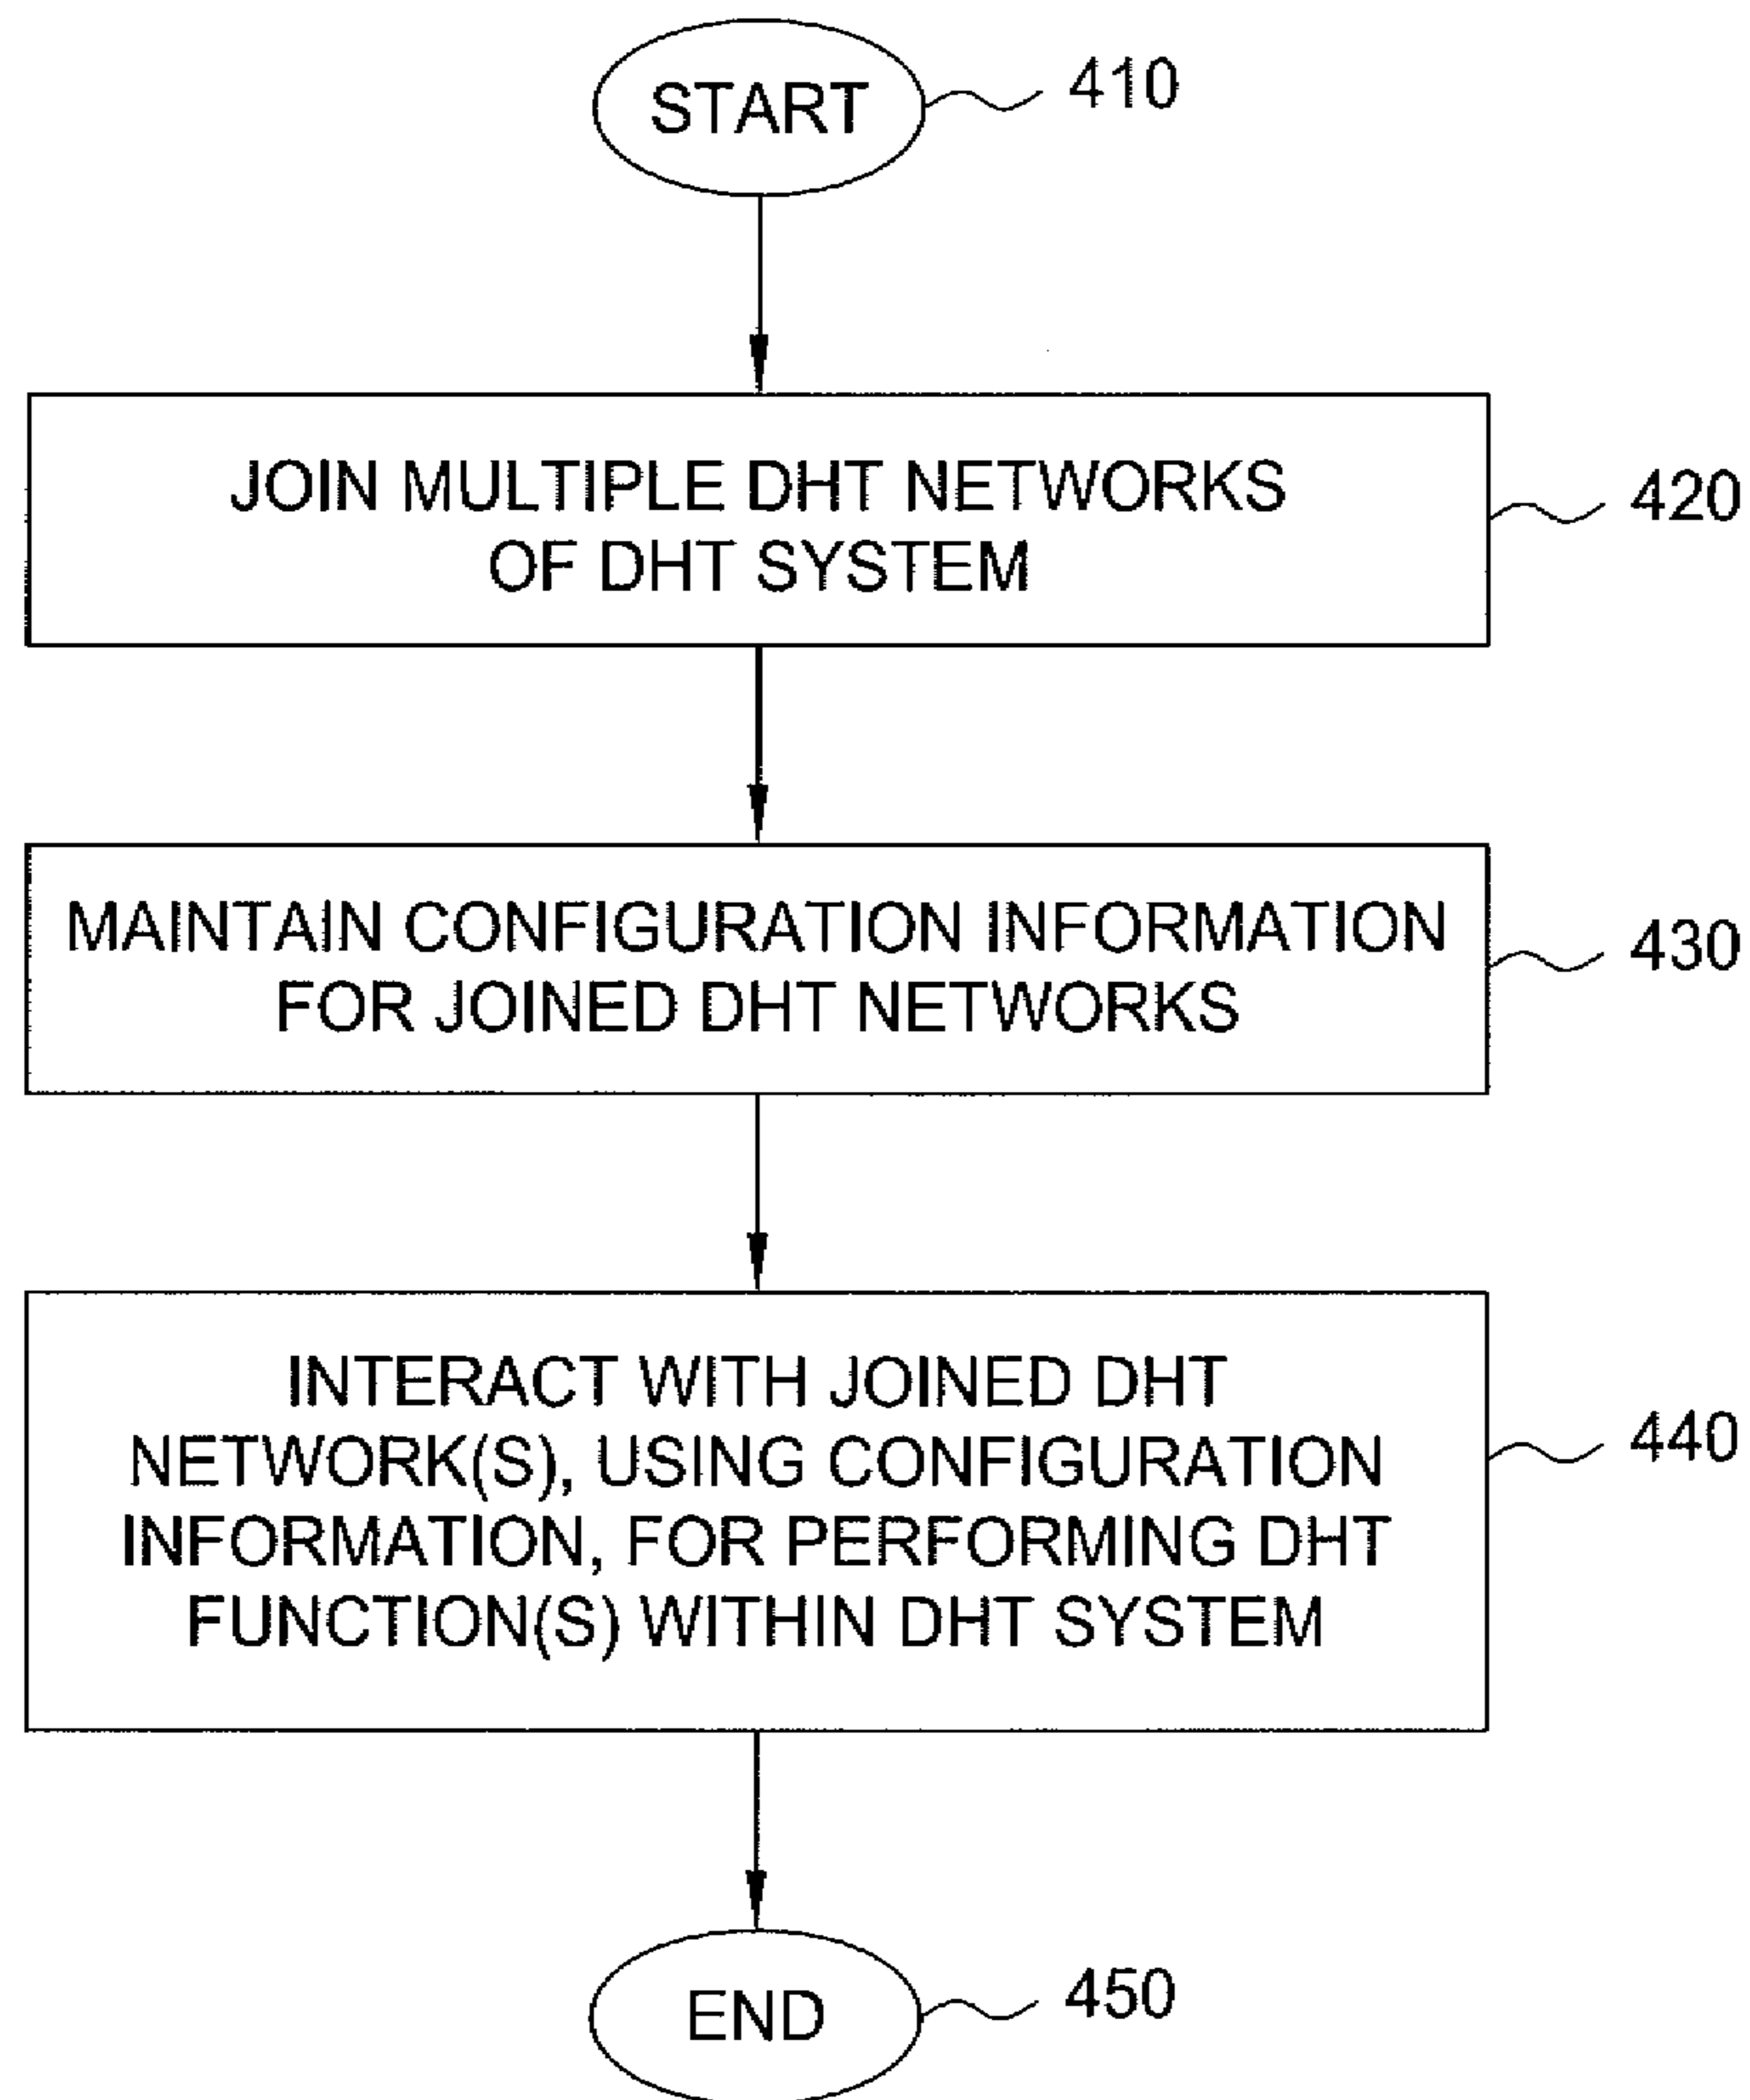 START
410
JOIN MULTIPLE DHT NETWORKS
OF DHT SYSTEM
420
MAINTAIN CONFIGURATION INFORMATION
FOR JOINED DHT NETWORKS
430
INTERACT WITH JOINED DHT
NETWORK(S), USING CONFIGURATION
INFORMATION, FOR PERFORMING DHT
FUNCTION(S) WITHIN DHT SYSTEM
440
END
450